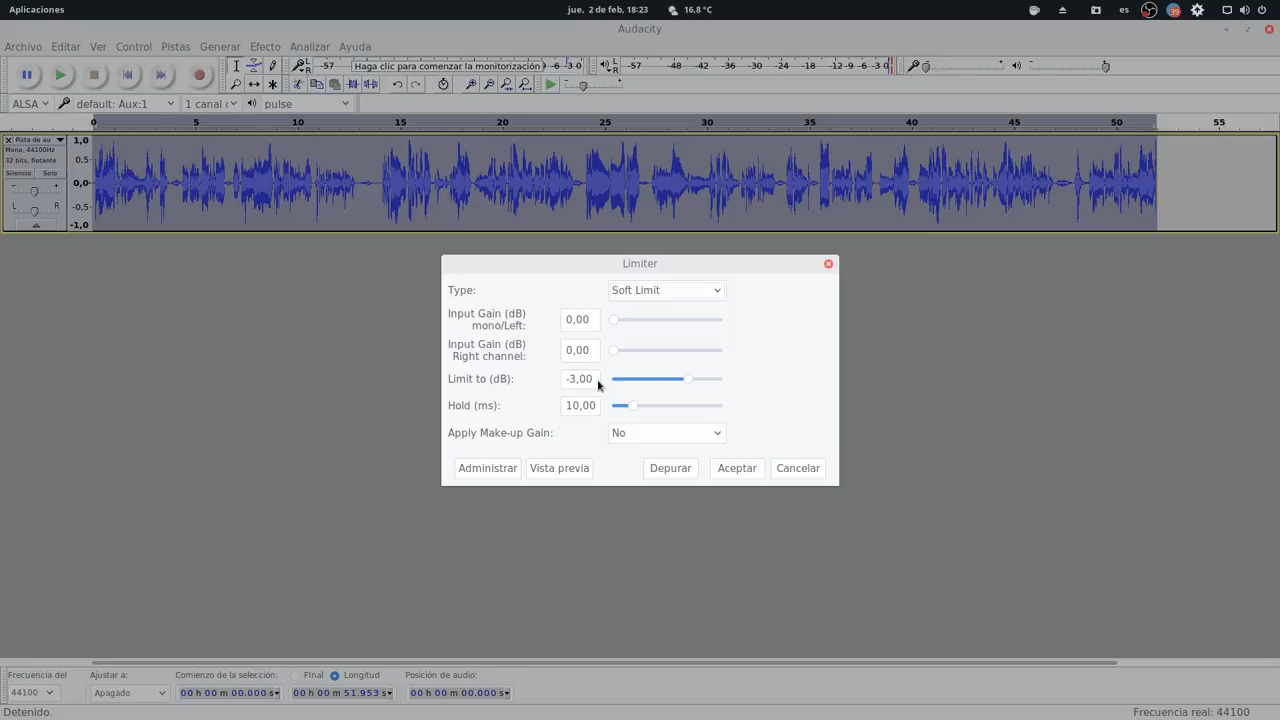 Aplicaciones
jue, 2 de feb, 18:23
16,8 °C
es
39
Audacity
Archivo Editar Ver Control Pistas Generar Efecto Analizar Ayuda
L R
-57 Haga clic para comenzar la monitorización -6 -3 0
L R
-57 -48 -42 -36 -30 -24 -18 -12 -9 -6 -3 0
ALSA default: Aux:1 1 canal ( pulse
0 5 10 15 20 25 30 35 40 45 50 55
Pista de au
Mono, 44100Hz
32 bits, flotante
Silencio Solo
- +
L R
1,0
0,5-
0,0-
-0,5-
-1,0
Limiter
Type: Soft Limit
Input Gain (dB)
mono/Left: 0,00
Input Gain (dB)
Right channel: 0,00
Limit to (dB): -3,00
Hold (ms): 10,00
Apply Make-up Gain: No
Administrar Vista previa Depurar Aceptar Cancelar
Frecuencia del Ajustar a: Comienzo de la selección: FInal Longitud Posición de audio:
44100 Apagado 00 h 00 m 00.000 s 00 h 00 m 51.953 s 00 h 00 m 00.000 s
Detenido.
Frecuencia real: 44100